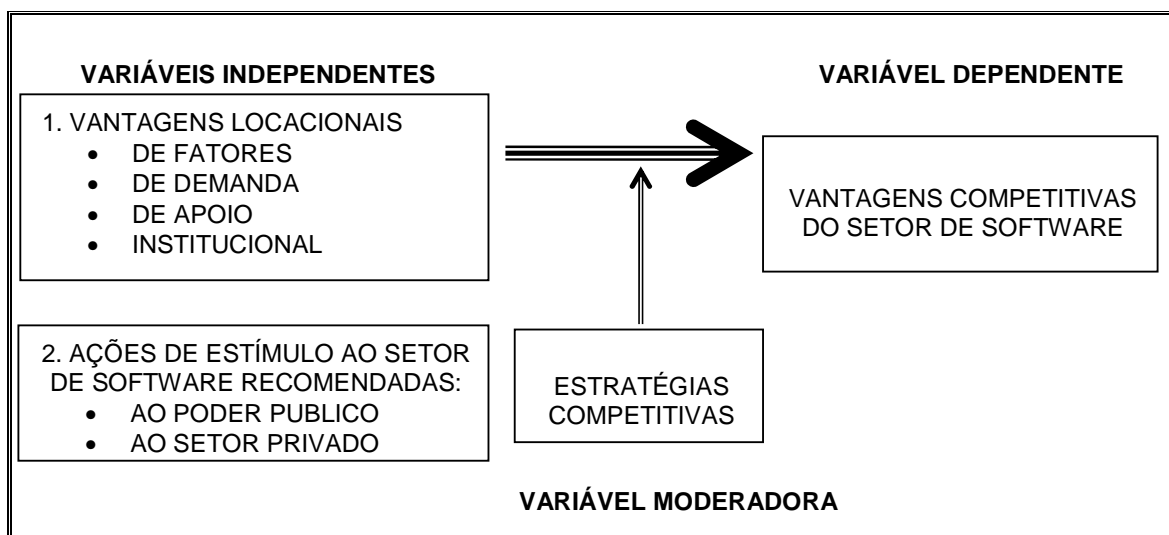 VARIÁVEIS INDEPENDENTES
1. VANTAGENS LOCACIONAIS
• DE FATORES
• DE DEMANDA
• DE APOIO
• INSTITUCIONAL
2. AÇÕES DE ESTÍMULO AO SETOR
DE SOFTWARE RECOMENDADAS:
• AO PODER PUBLICO
• AO SETOR PRIVADO
ESTRATÉGIAS
COMPETITIVAS
VARIÁVEL MODERADORA
VARIÁVEL DEPENDENTE
VANTAGENS COMPETITIVAS
DO SETOR DE SOFTWARE